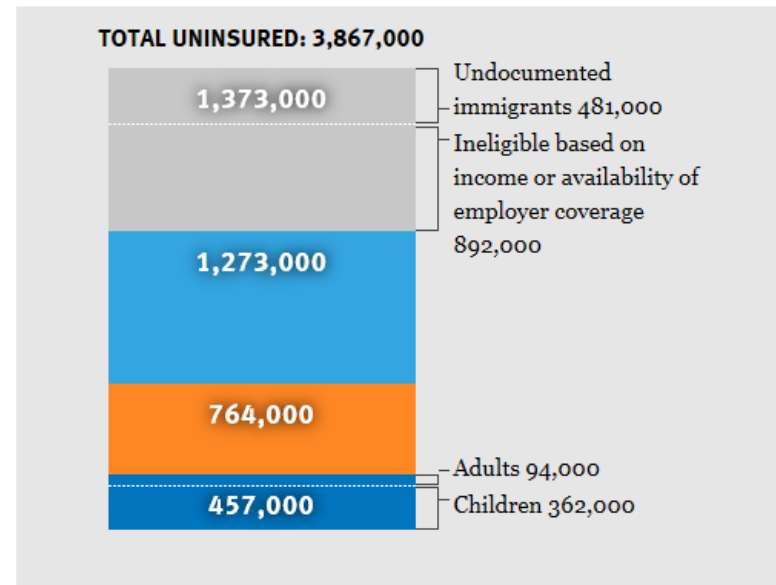 TOTAL UNINSURED: 3,867,000
1,373,000
Undocumented
immigrants 481,000
Ineligible based on
income or availability of
employer coverage
892,000
1,273,000
764,000
Adults 94,000
457,000
Children 362,000